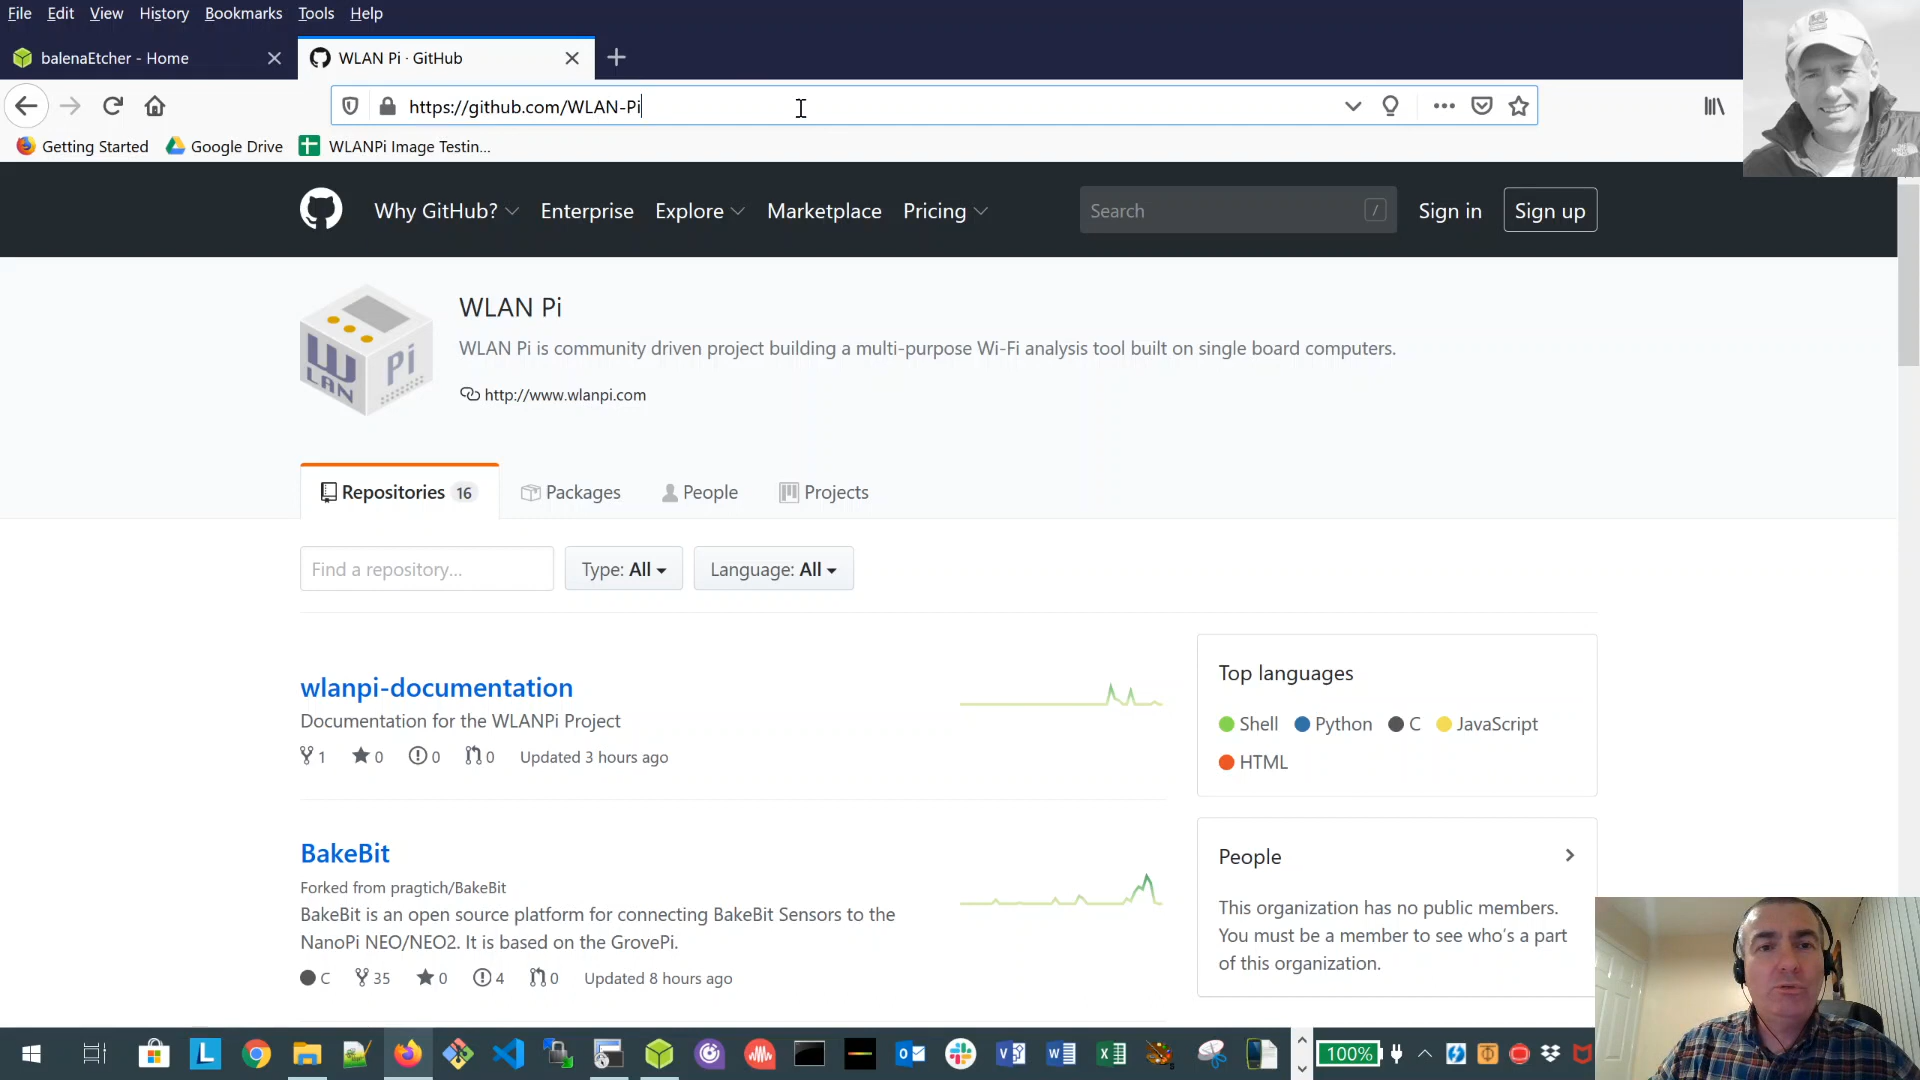 File Edit View History Bookmarks Tools Help
balenaEtcher - Home
WLAN Pi · GitHub
https://github.com/WLAN-Pi
Getting Started
Google Drive
WLANPi Image Testin...
Why GitHub?
Enterprise
Explore
Marketplace
Pricing
Search
/
Sign in
Sign up
WLAN Pi
WLAN Pi
WLAN Pi is community driven project building a multi-purpose Wi-Fi analysis tool built on single board computers.
http://www.wlanpi.com
Repositories 16
Packages
People
Projects
Find a repository...
Type: All
Language: All
wlanpi-documentation
Documentation for the WLANPi Project
1 0 0 0 Updated 3 hours ago
BakeBit
Forked from pragtich/BakeBit
BakeBit is an open source platform for connecting BakeBit Sensors to the
NanoPi NEO/NEO2. It is based on the GrovePi.
C 35 0 4 0 Updated 8 hours ago
Top languages
Shell Python C JavaScript
HTML
People
This organization has no public members.
You must be a member to see who's a part
of this organization.
100%